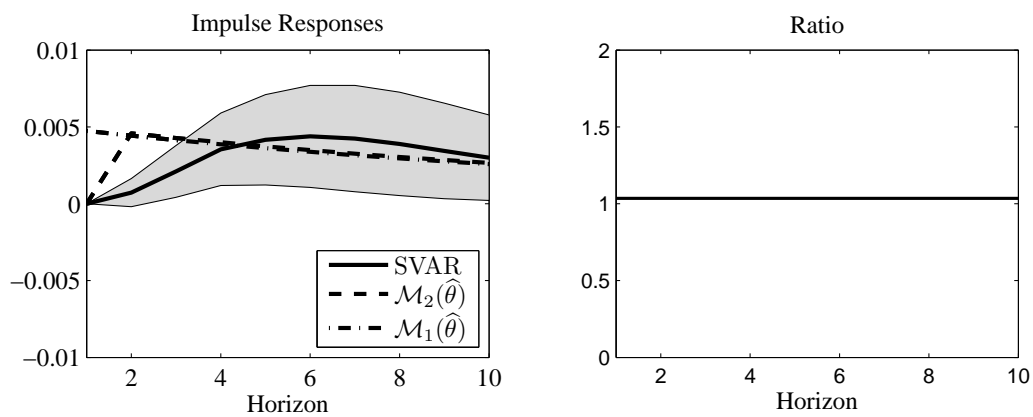 Impulse Responses
0.01
0.005
0
−0.005
−0.01
SVAR
ℳ₂(θ̂)
ℳ₁(θ̂)
2 4 6 8 10
Horizon
Ratio
2
1.5
1
0.5
0
2 4 6 8 10
Horizon